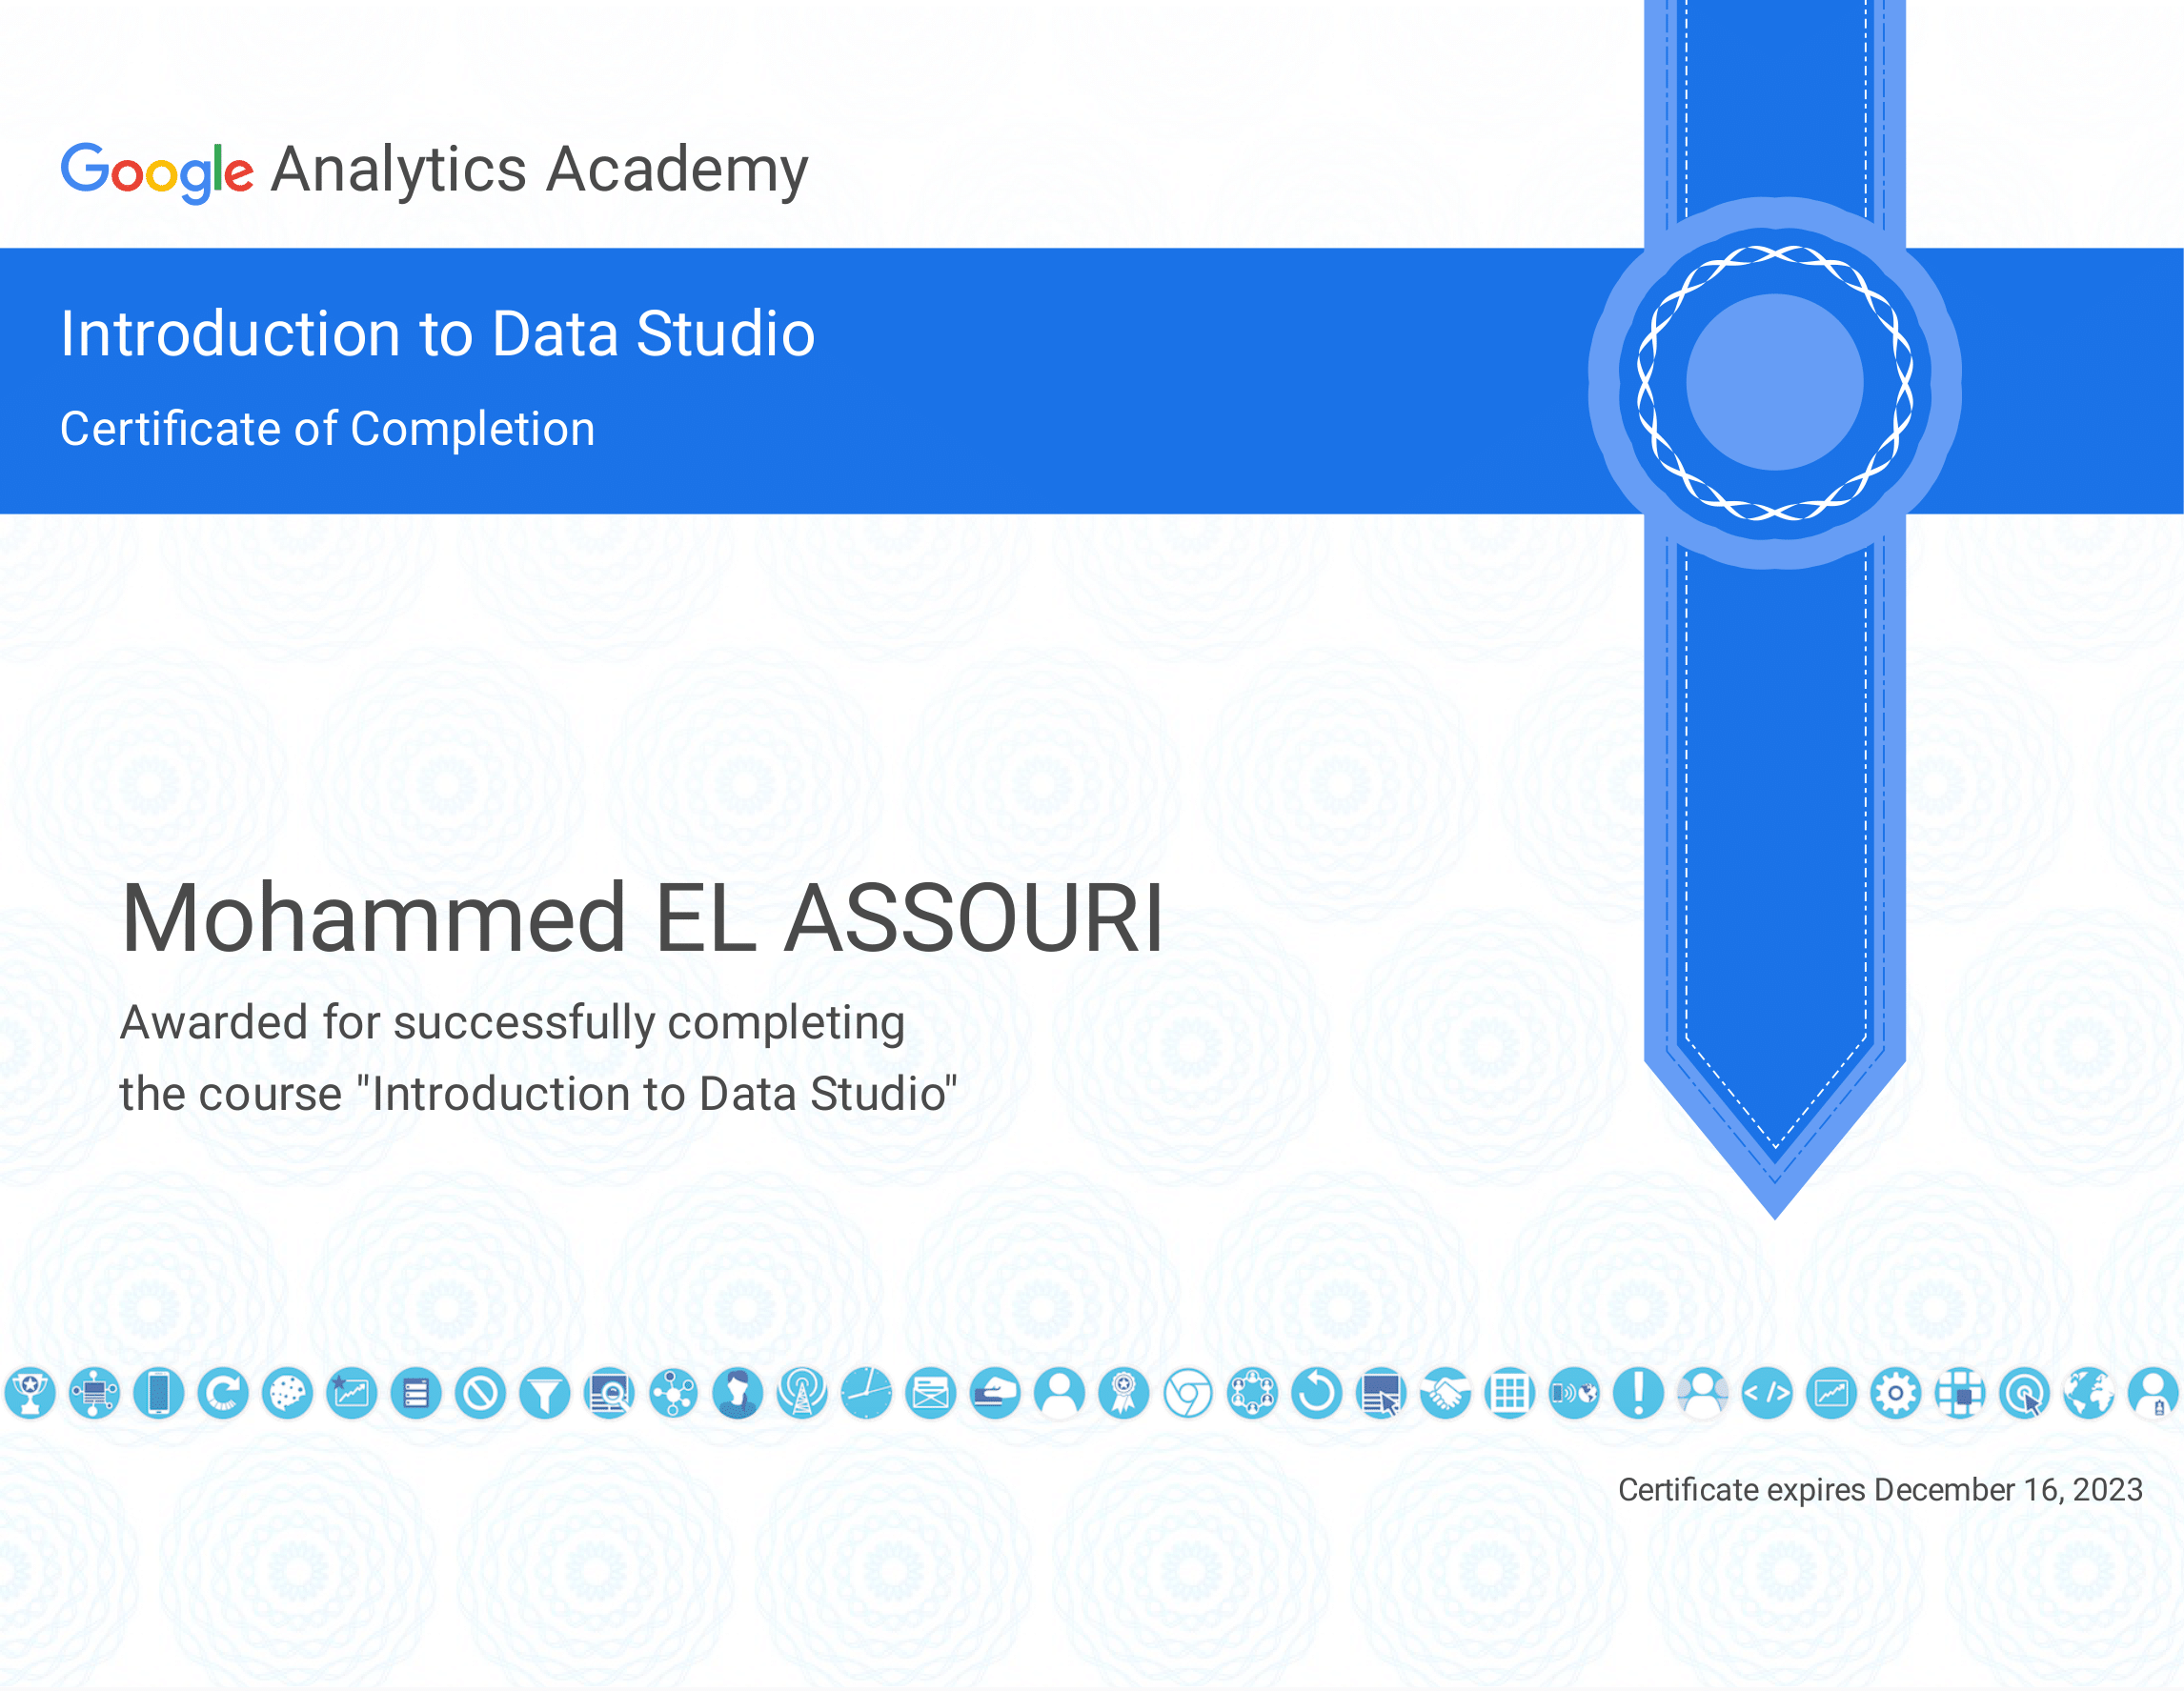 Google Analytics Academy
Introduction to Data Studio
Certificate of Completion
Mohammed EL ASSOURI
Awarded for successfully completing
the course "Introduction to Data Studio"
Certificate expires December 16, 2023